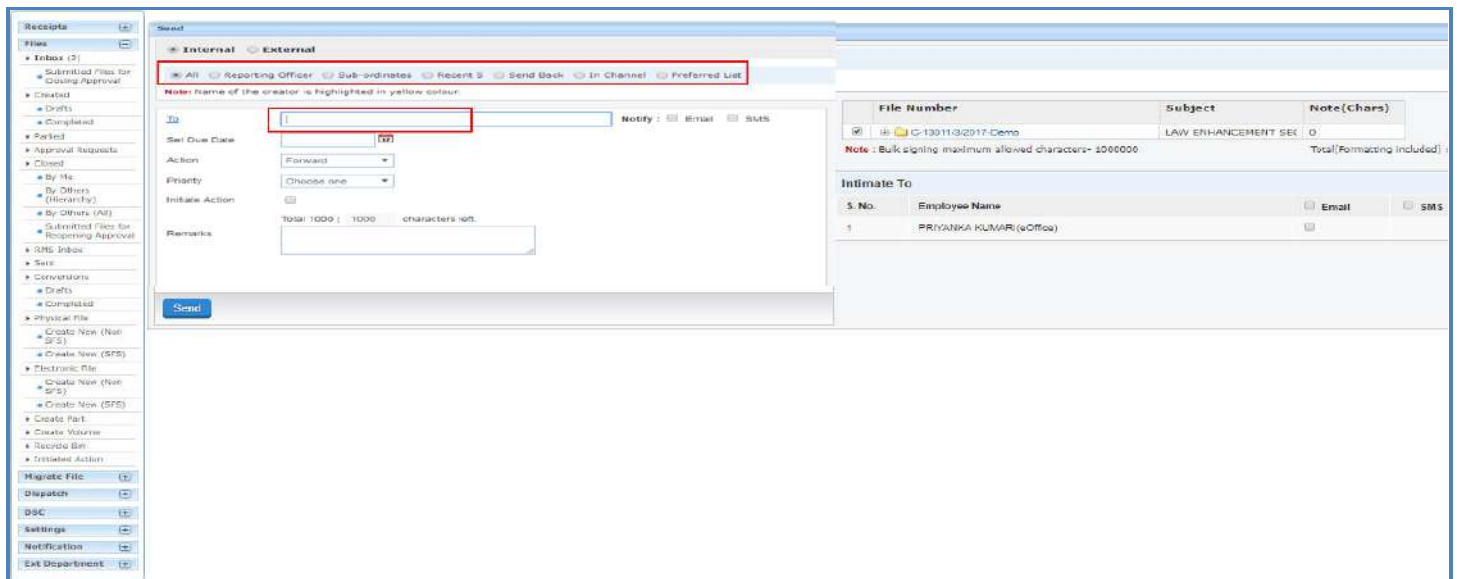 Receipts
Files
Inbox (2)
Submitted Files for
Closing Approval
Created
Drafts
Completed
Parked
Approval Requests
Closed
By Me
By Others
(Hierarchy)
By Others (All)
Submitted Files for
Reopening Approval
RMS Inbox
Sent
Conversions
Drafts
Completed
Physical File
Create New (Non
SFS)
Create New (SFS)
Electronic File
Create New (Non
SFS)
Create New (SFS)
Create Part
Create Volume
Recycle Bin
Initiated Action
Migrate File
Dispatch
DSC
Settings
Notification
Ext Department
Send
Internal External
All Reporting Officer Sub-ordinates Recent 5 Send Back In Channel Preferred List
Note: Name of the creator is highlighted in yellow colour.
To Notify : Email SMS
Set Due Date
Action Forward
Priority Choose one
Initiate Action
Total 1000 | 1000 characters left.
Remarks
Send
File Number Subject Note(Chars)
G-13011/3/2017-Demo LAW ENHANCEMENT SEC 0
Note : Bulk signing maximum allowed characters- 1000000 Total(Formatting included) :
Intimate To
S. No. Employee Name Email SMS
1 PRIYANKA KUMARI(eOffice)